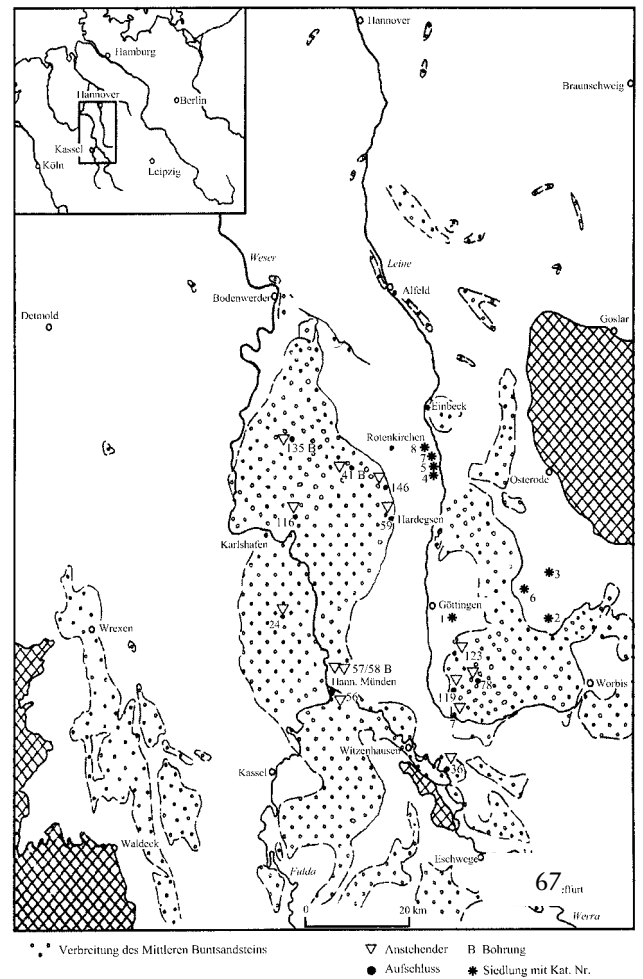 Hannover
Hamburg
Braunschweig
Hannover
Berlin
Kassel
Köln
Leipzig
Weser
Leine
Bodenwerder
Alfeld
Detmold
Goslar
Einbeck
Rotenkirchen
8
7
5
4
135 B
41 B
146
Osterode
116
59
Hardegsen
Karlshafen
3
6
24
Göttingen
1
2
Wrexen
123
57/58 B
Hann. Münden
78
Worbis
119
56
7
Witzenhausen
Kassel
36
Waldeck
Eschwege
Fulda
67
:ffurt
Werra
0 20 km
Verbreitung des Mittleren Buntsandsteins
Anstehender
B Bohrung
Aufschluss
Siedlung mit Kat. Nr.